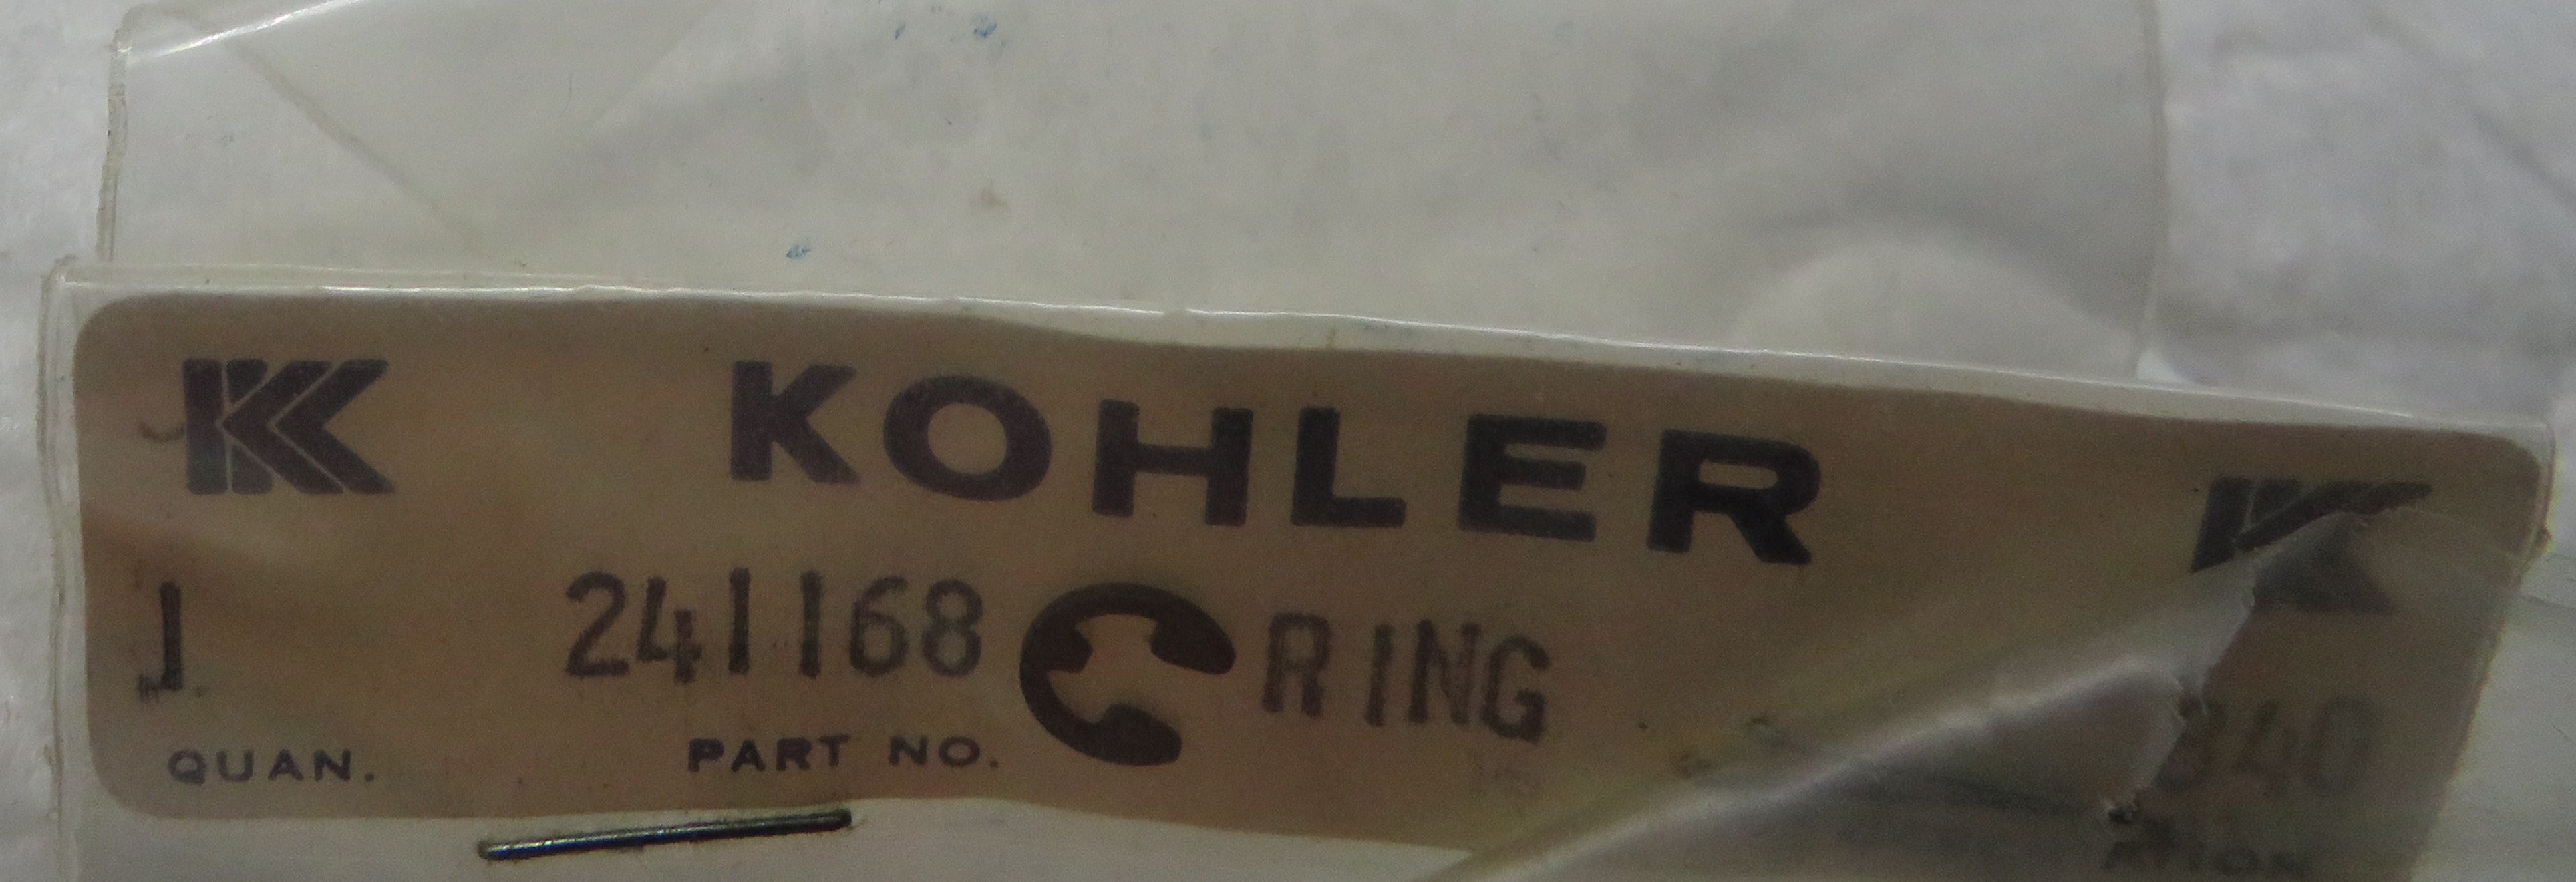 K KOHLER K
1 241168 RING
QUAN. PART NO.